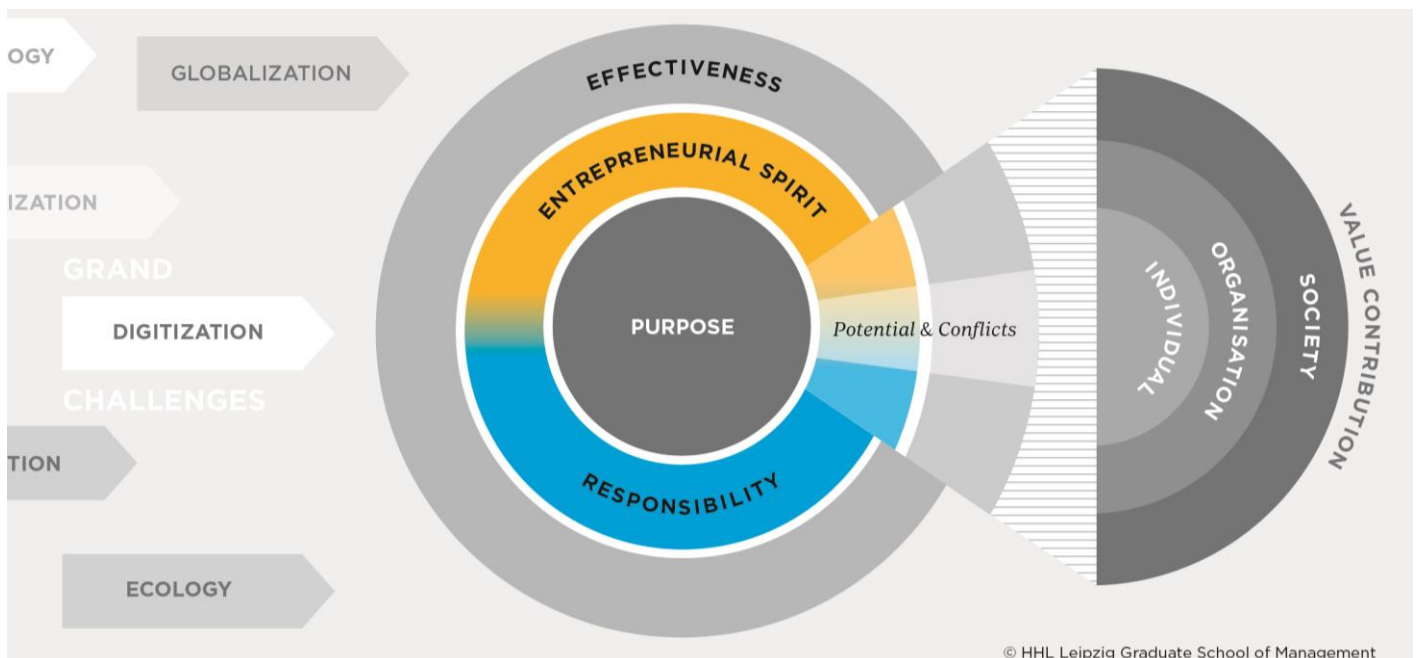 OGY
GLOBALIZATION
IZATION
GRAND
DIGITIZATION
CHALLENGES
TION
ECOLOGY
EFFECTIVENESS
ENTREPRENEURIAL SPIRIT
PURPOSE
RESPONSIBILITY
Potential & Conflicts
INDIVIDUAL
ORGANISATION
SOCIETY
VALUE CONTRIBUTION
© HHL Leipzig Graduate School of Management